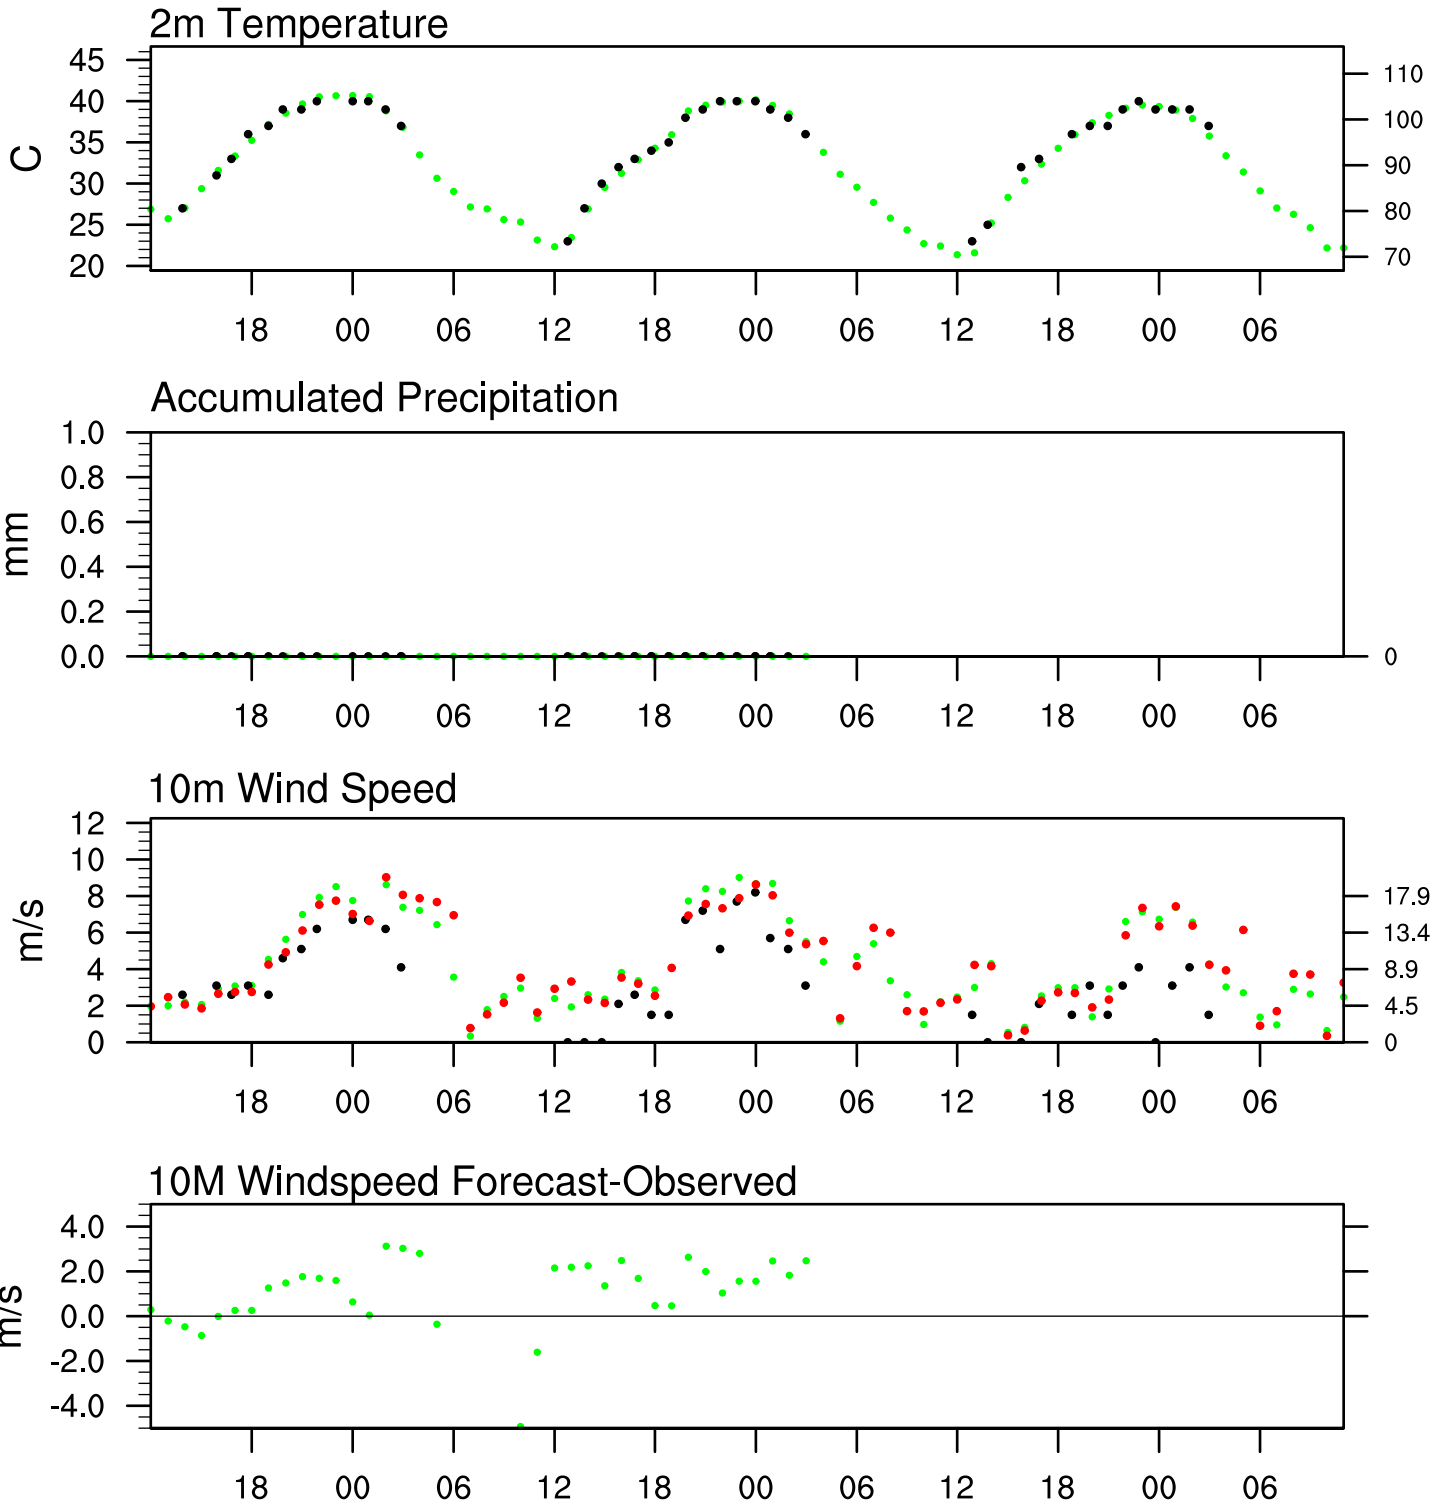 2m Temperature
45
40
35
30
25
20
C
110
100
90
80
70
18 00 06 12 18 00 06 12 18 00 06
Accumulated Precipitation
1.0
0.8
0.6
0.4
0.2
0.0
mm
0
18 00 06 12 18 00 06 12 18 00 06
10m Wind Speed
12
10
8
6
4
2
0
m/s
17.9
13.4
8.9
4.5
0
18 00 06 12 18 00 06 12 18 00 06
10M Windspeed Forecast-Observed
4.0
2.0
0.0
-2.0
-4.0
m/s
18 00 06 12 18 00 06 12 18 00 06